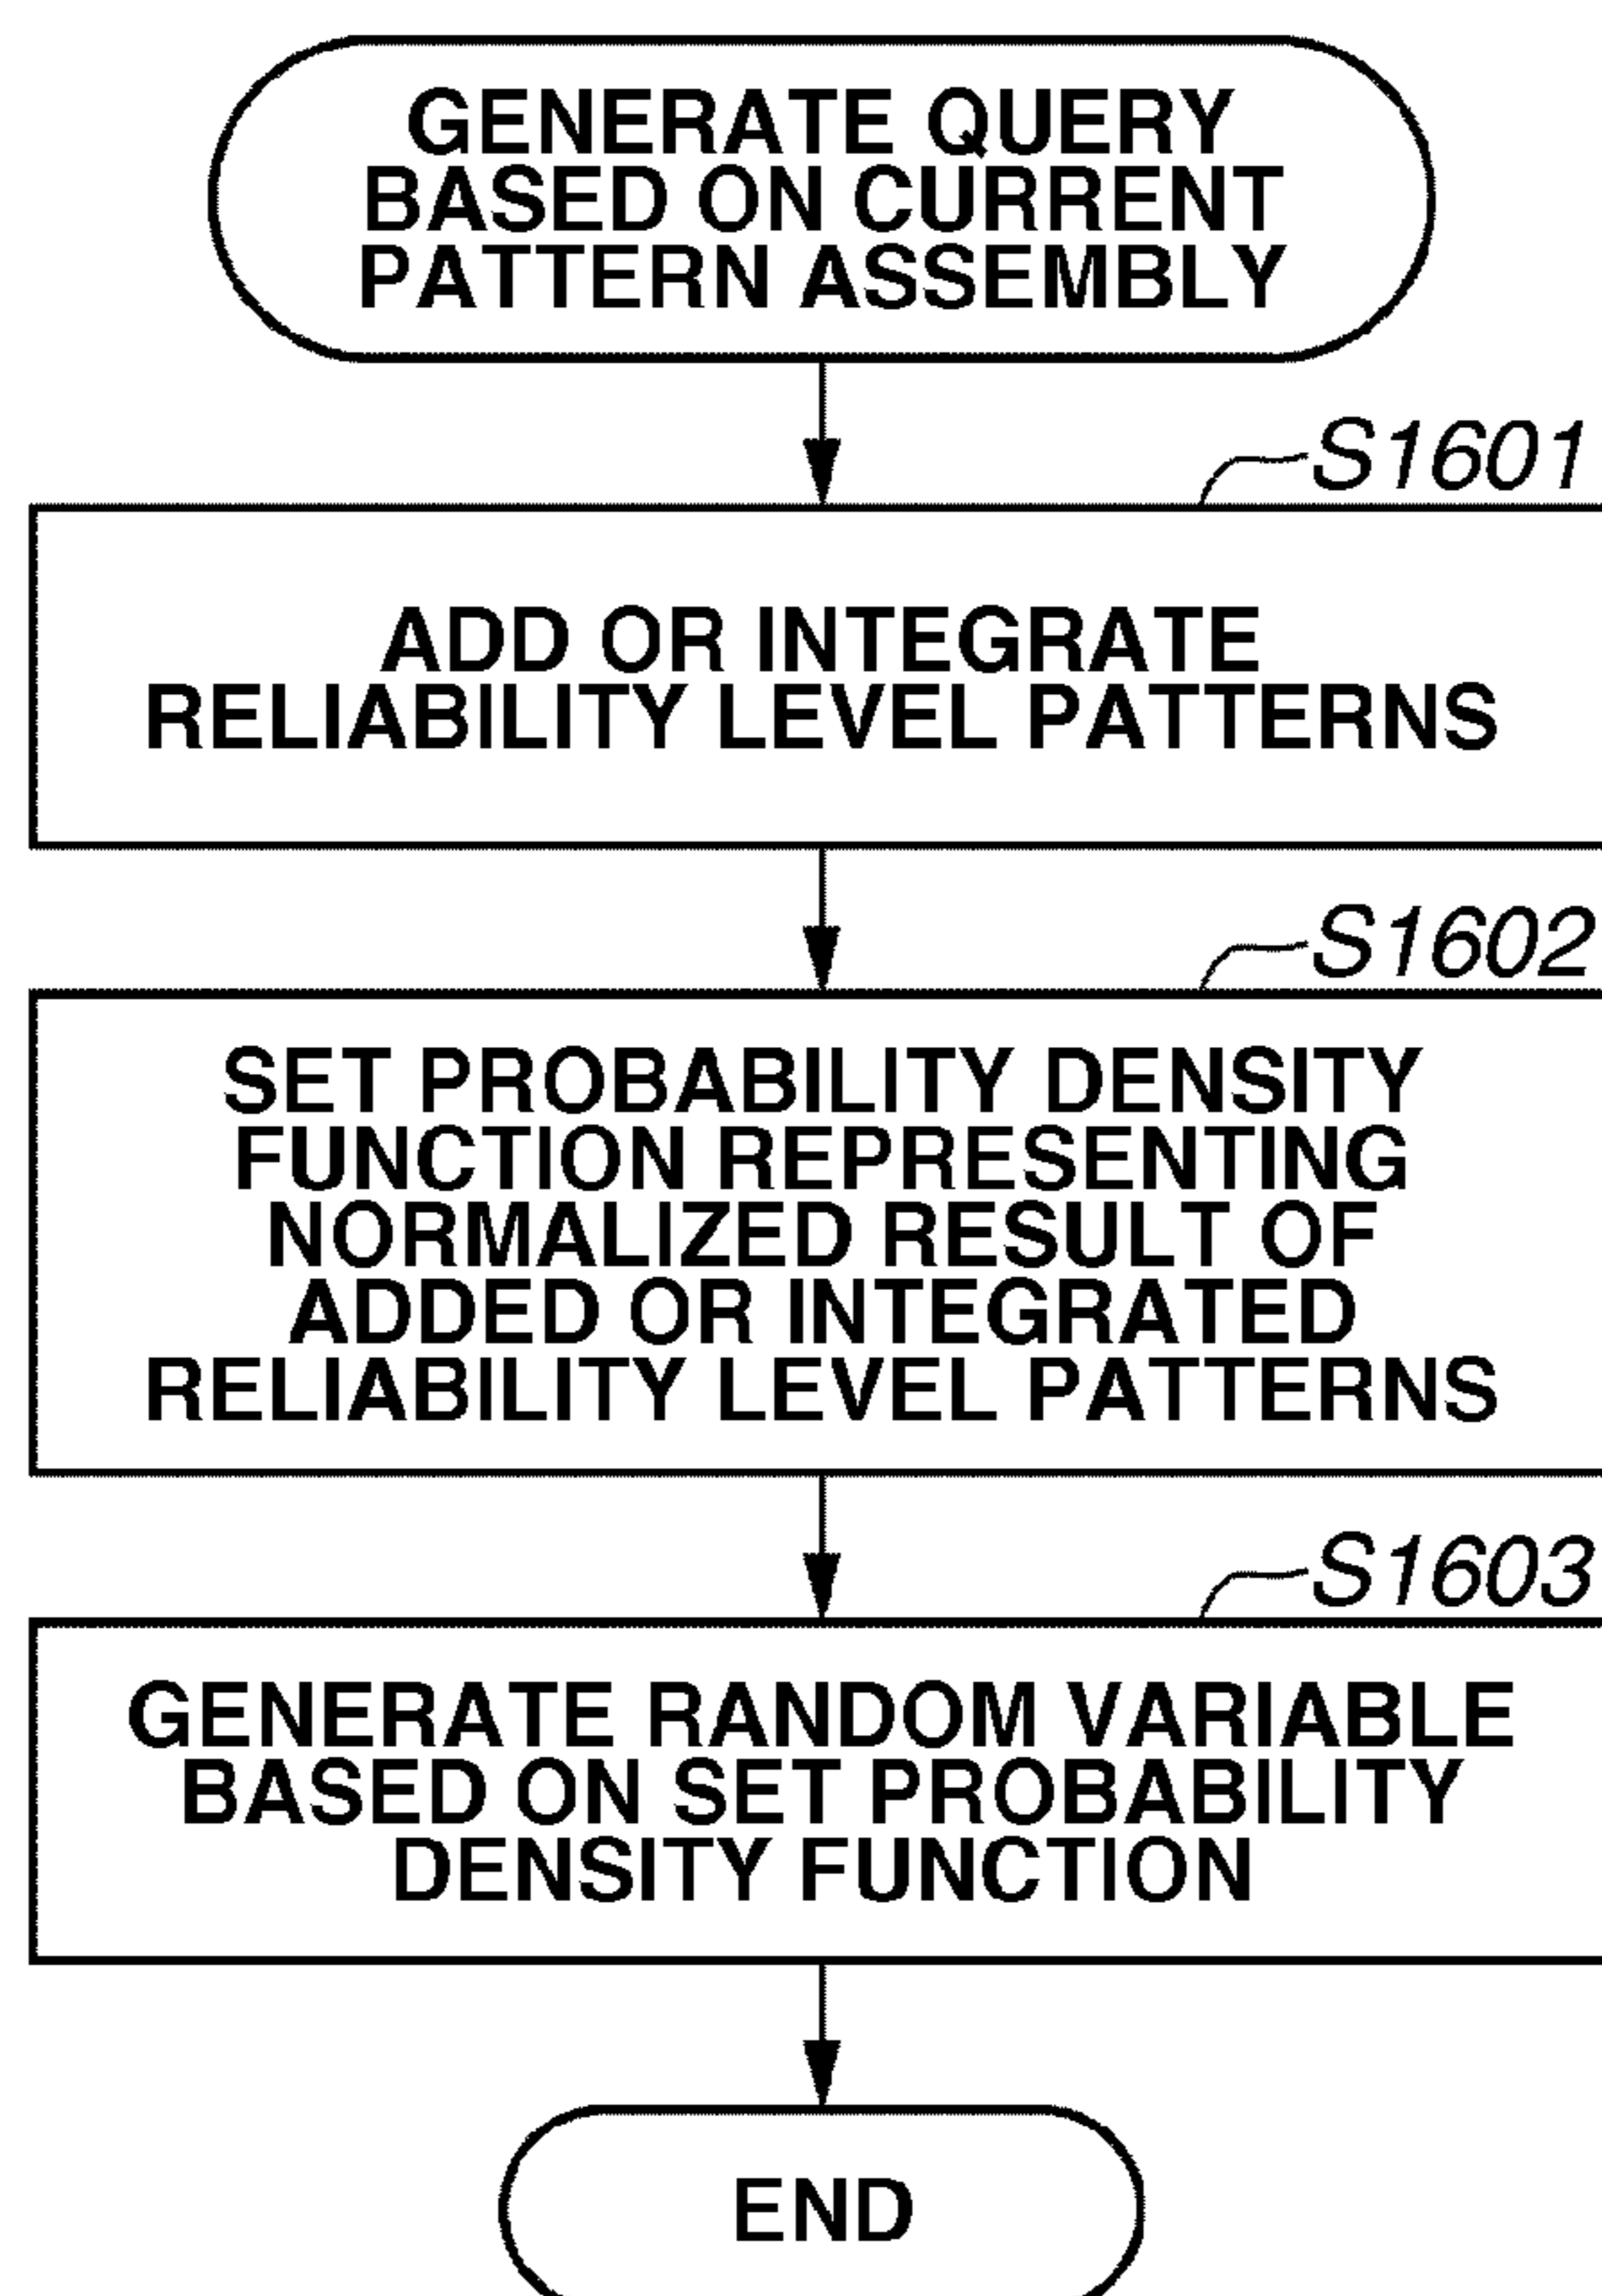 GENERATE QUERY
BASED ON CURRENT
PATTERN ASSEMBLY
S1601
ADD OR INTEGRATE
RELIABILITY LEVEL PATTERNS
S1602
SET PROBABILITY DENSITY
FUNCTION REPRESENTING
NORMALIZED RESULT OF
ADDED OR INTEGRATED
RELIABILITY LEVEL PATTERNS
S1603
GENERATE RANDOM VARIABLE
BASED ON SET PROBABILITY
DENSITY FUNCTION
END